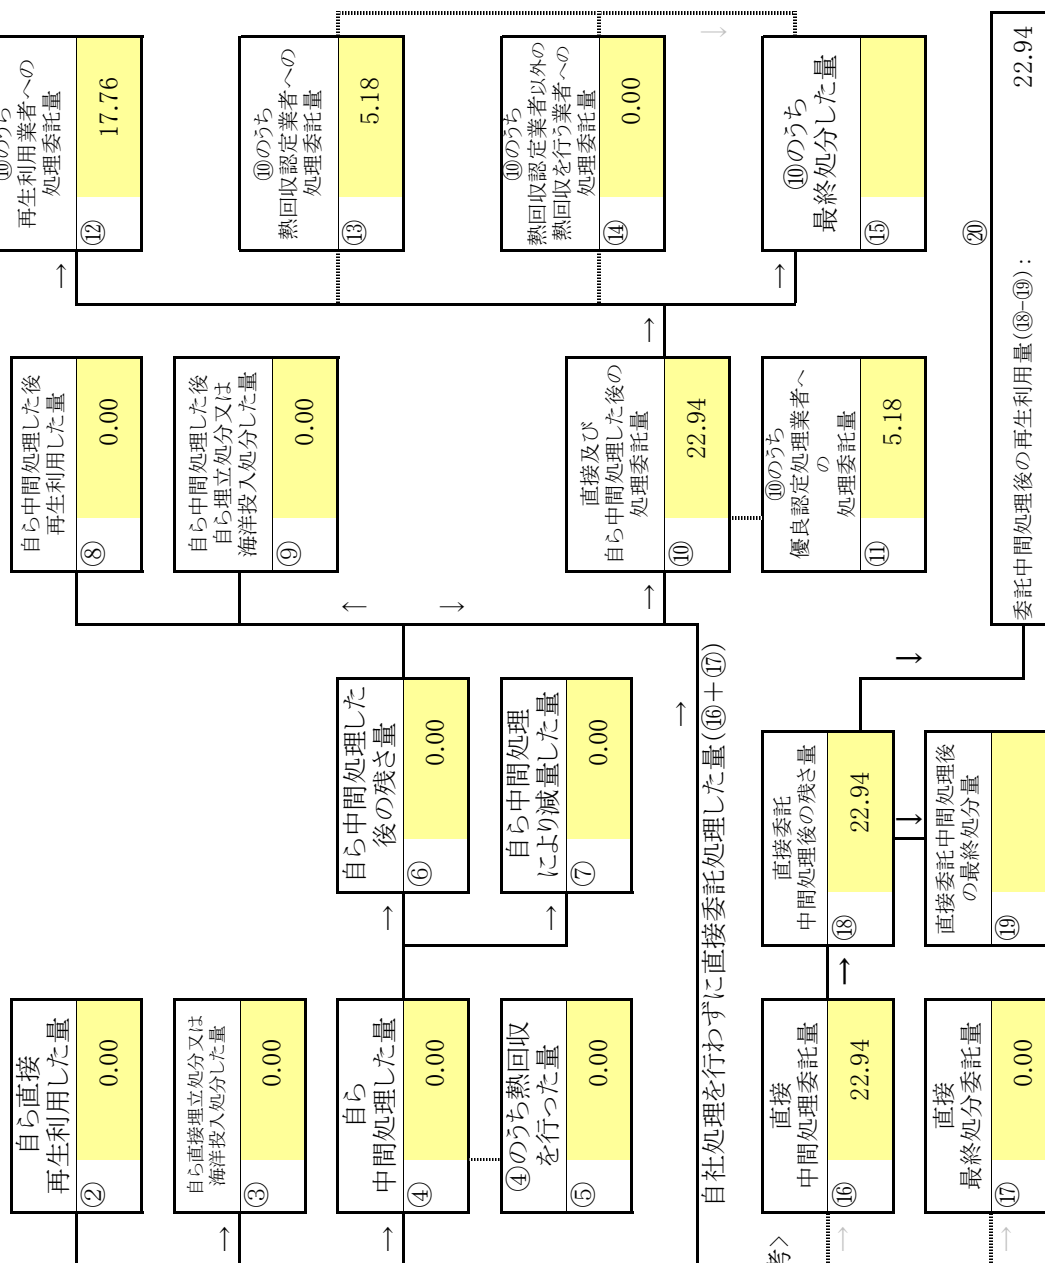 自ら直接
再生利用した量
②
0.00
自ら直接埋立処分又は
海洋投入処分した量
③
0.00
自ら
中間処理した量
④
0.00
④のうち熱回収
を行った量
⑤
0.00
自ら中間処理した
後の残さ量
⑥
0.00
自ら中間処理
により減量した量
⑦
0.00
自ら中間処理した後
再生利用した量
⑧
0.00
自ら中間処理した後
自ら埋立処分又は
海洋投入処分した量
⑨
0.00
直接及び
自ら中間処理した後の
処理委託量
⑩
22.94
⑩のうち
優良認定処理業者へ
の
処理委託量
⑪
5.18
⑩のうち
再生利用業者への
処理委託量
⑫
17.76
⑩のうち
熱回収認定業者への
処理委託量
⑬
5.18
⑩のうち
熱回収認定業者以外の
熱回収を行う業者への
処理委託量
⑭
0.00
⑩のうち
最終処分した量
⑮
自社処理を行わずに直接委託処理した量(⑯+⑰)
考>
直接
中間処理委託量
⑯
22.94
直接
最終処分委託量
⑰
0.00
直接委託
中間処理後の残さ量
⑱
22.94
直接委託中間処理後
の最終処分量
⑲
⑳
委託中間処理後の再生利用量(⑱-⑲): 22.94